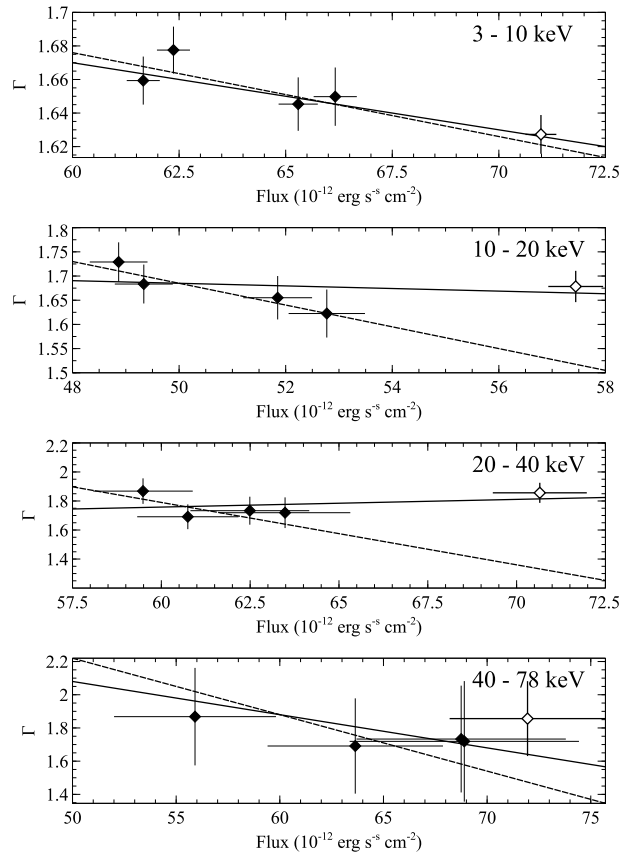 1.7
1.68
1.66
1.64
1.62
Γ
3 - 10 keV
60 62.5 65 67.5 70 72.5
Flux (10-12 erg s-s cm-2)
1.8
1.75
1.7
1.65
1.6
1.55
1.5
Γ
10 - 20 keV
48 50 52 54 56 58
Flux (10-12 erg s-s cm-2)
2.2
2
1.8
1.6
1.4
Γ
20 - 40 keV
57.5 60 62.5 65 67.5 70 72.5
Flux (10-12 erg s-s cm-2)
2.2
2
1.8
1.6
1.4
Γ
40 - 78 keV
50 55 60 65 70 75
Flux (10-12 erg s-s cm-2)